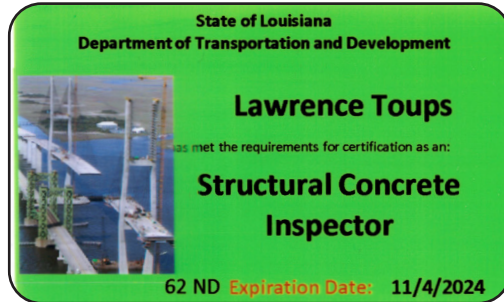 State of Louisiana
Department of Transportation and Development
Lawrence Toups
as met the requirements for certification as an:
Structural Concrete
Inspector
62 ND Expiration Date: 11/4/2024